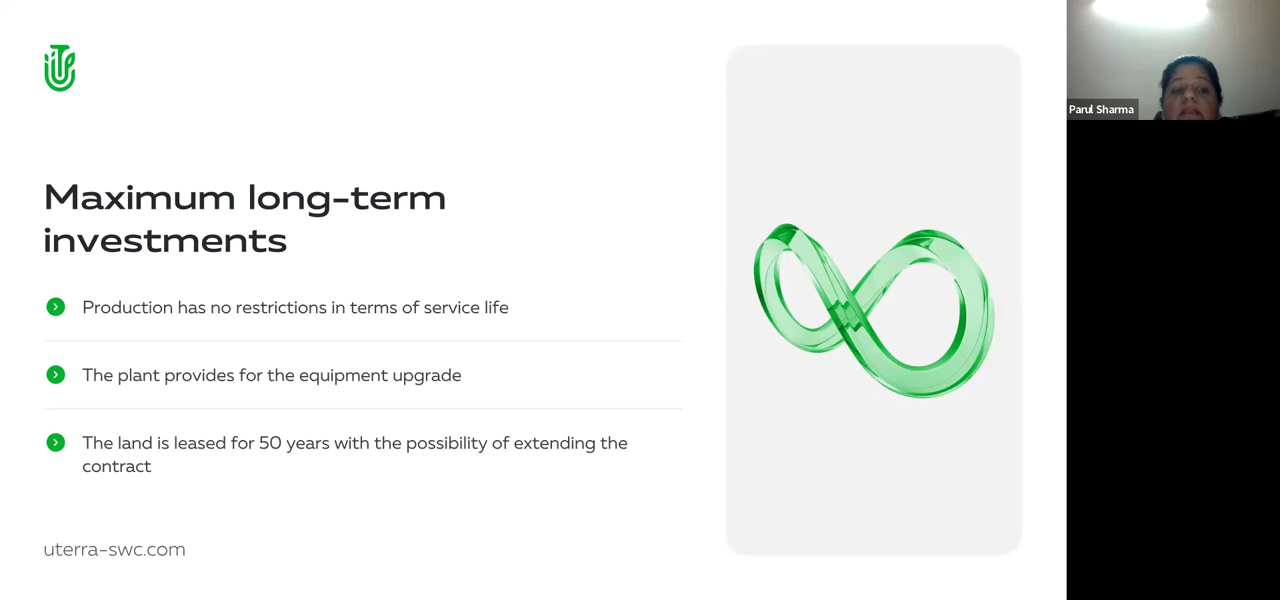 Maximum long-term
investments
Production has no restrictions in terms of service life
The plant provides for the equipment upgrade
The land is leased for 50 years with the possibility of extending the
contract
uterra-swc.com
Parul Sharma